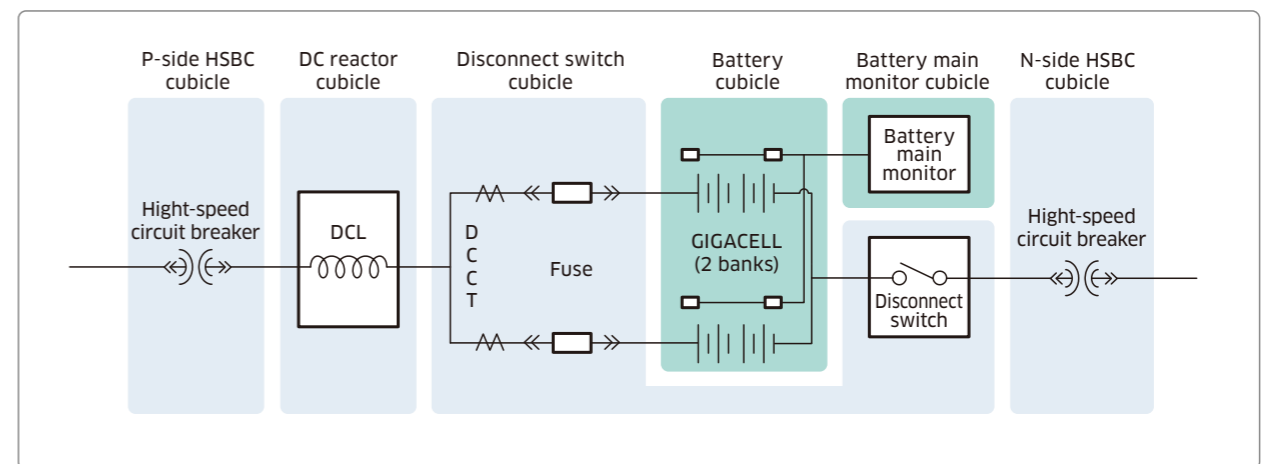 P-side HSBC
cubicle
DC reactor
cubicle
Disconnect switch
cubicle
Battery
cubicle
Battery main
monitor cubicle
N-side HSBC
cubicle
Hight-speed
circuit breaker
DCL
D
C
C
T
Fuse
GIGACELL
(2 banks)
Battery
main
monitor
Disconnect
switch
Hight-speed
circuit breaker